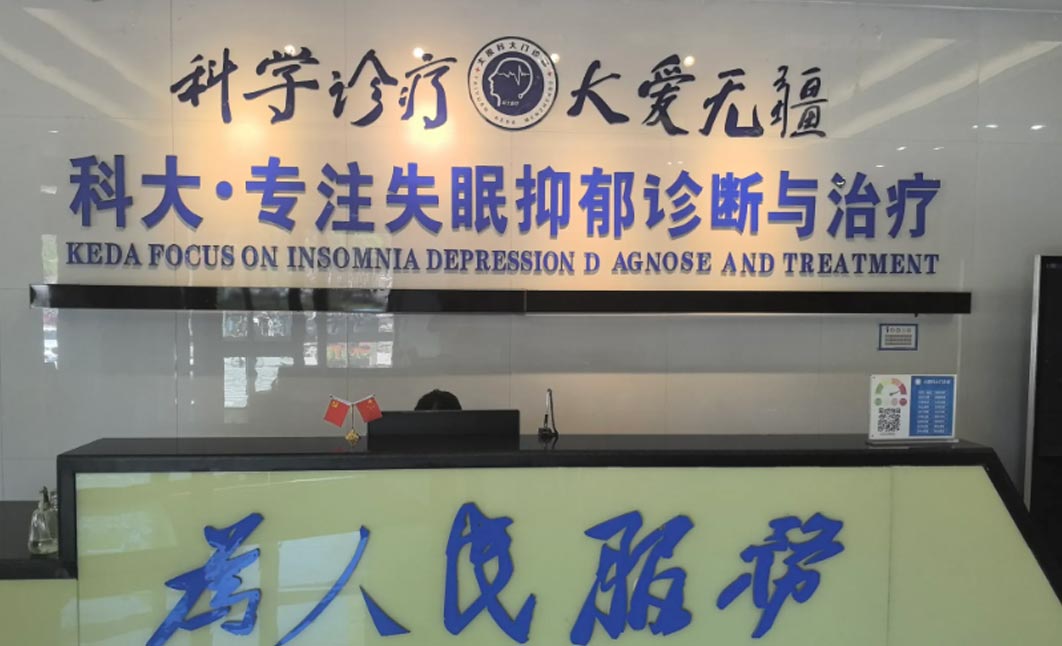 科学诊疗 大爱无疆
科大·专注失眠抑郁诊断与治疗
KEDA FOCUS ON INSOMNIA DEPRESSION D AGNOSE AND TREATMENT
为人民服务